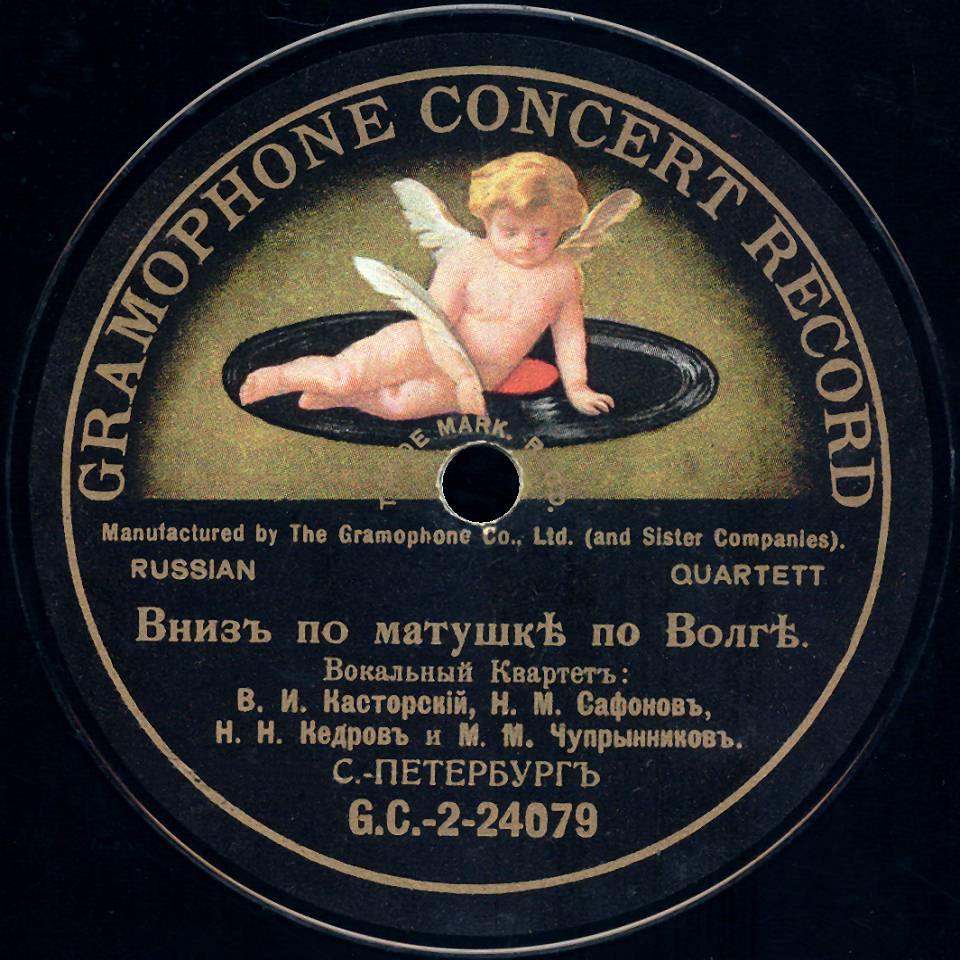 GRAMOPHONE CONCERT RECORD
MARK.
Manufactured by The Gramophone Co., Ltd. (and Sister Companies).
RUSSIAN QUARTETT
Внизъ по матушкѣ по Волгѣ.
Вокальный Квартетъ:
В. И. Касторскій, Н. М. Сафоновъ,
Н. Н. Кедровъ и М. М. Чупрынниковъ.
С.-ПЕТЕРБУРГЪ
G.C.-2-24079